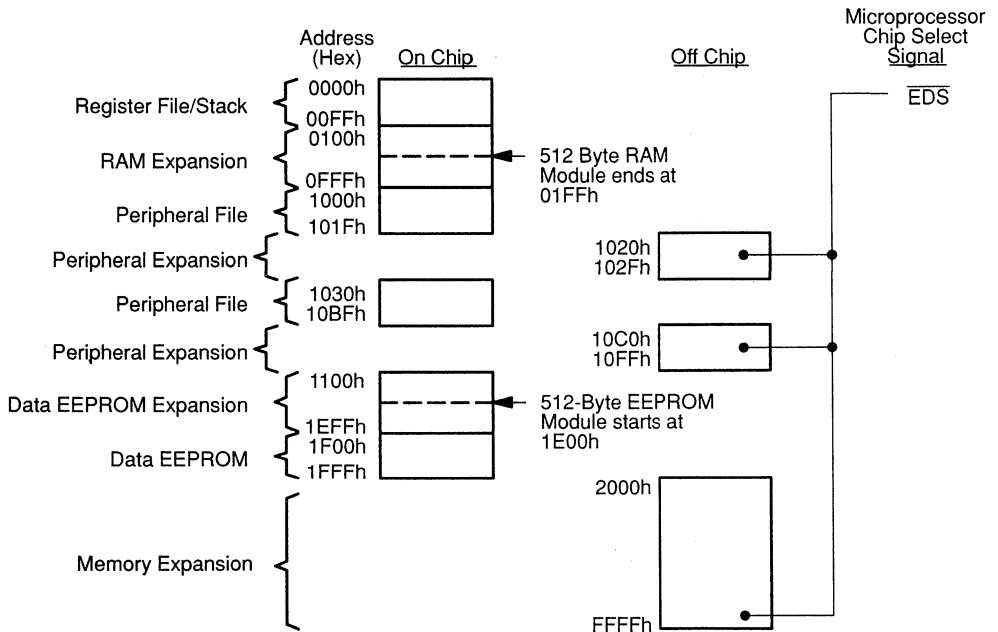 Microprocessor
Chip Select
Signal
Address
(Hex)
On Chip
Off Chip
EDS
Register File/Stack
0000h
00FFh
RAM Expansion
0100h
0FFFh
512 Byte RAM
Module ends at
01FFh
Peripheral File
1000h
101Fh
Peripheral Expansion
1020h
102Fh
Peripheral File
1030h
10BFh
Peripheral Expansion
10C0h
10FFh
Data EEPROM Expansion
1100h
1EFFh
512-Byte EEPROM
Module starts at
1E00h
Data EEPROM
1F00h
1FFFh
Memory Expansion
2000h
FFFFh